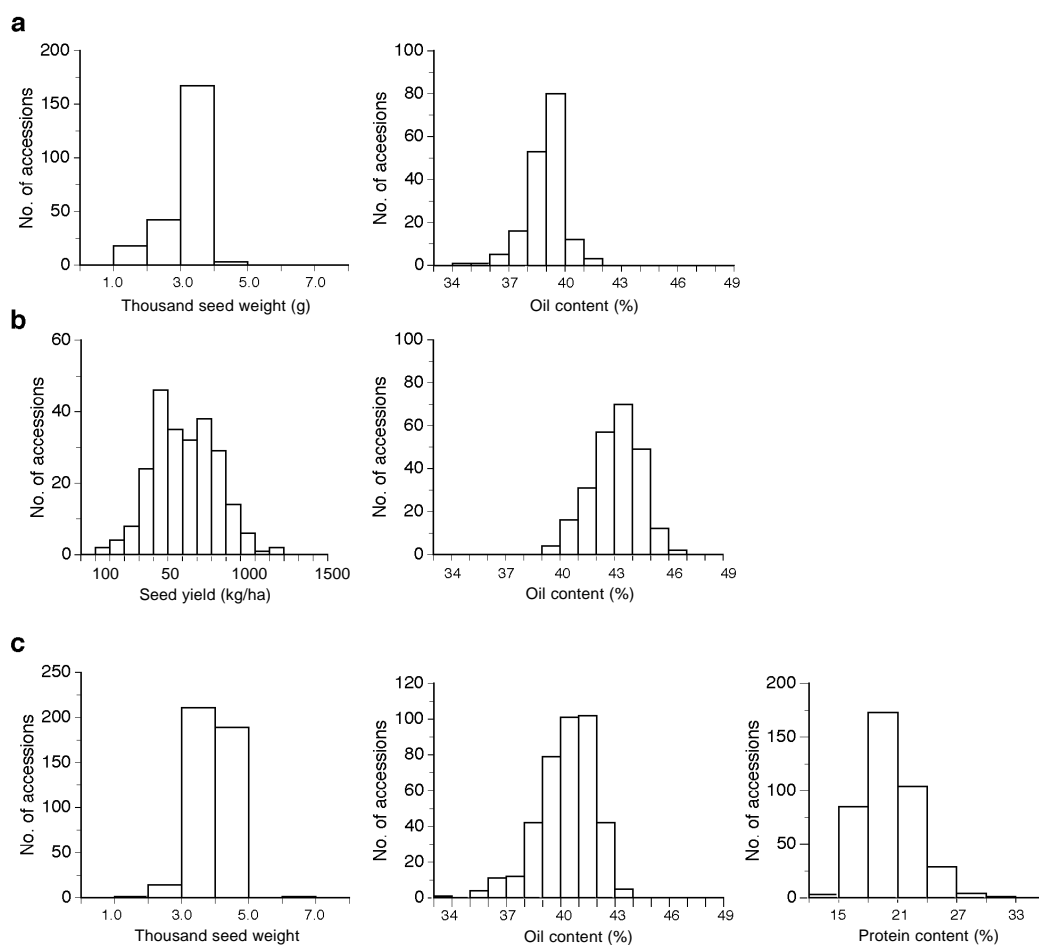 a
200
150
100
50
0
No. of accessions
1.0 3.0 5.0 7.0
Thousand seed weight (g)
100
80
60
40
20
0
No. of aceesions
34 37 40 43 46 49
Oil content (%)
b
60
40
20
0
No. of accessions
100 50 1000 1500
Seed yield (kg/ha)
100
80
60
40
20
0
No. of accessions
34 37 40 43 46 49
Oil content (%)
c
250
200
150
100
50
0
No. of accessions
1.0 3.0 5.0 7.0
Thousand seed weight
120
100
80
60
40
20
0
No. of accessions
34 37 40 43 46 49
Oil content (%)
200
150
100
50
0
No. of accessions
15 21 27 33
Protein content (%)